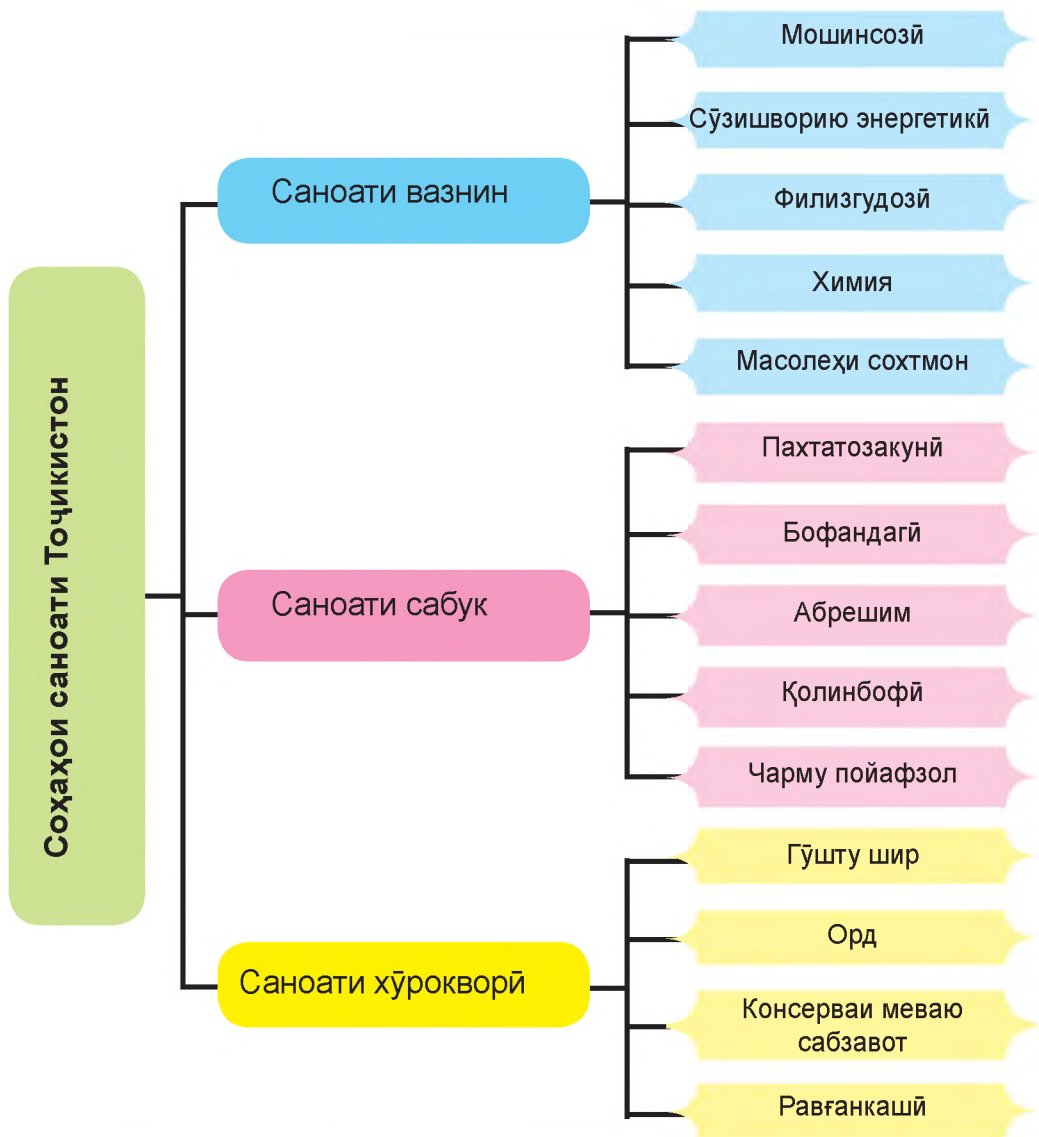 Соҳаҳои саноати Тоҷикистон
Саноати вазнин
Мошинсозӣ
Сӯзишворию энергетикӣ
Филизгудозӣ
Химия
Масолеҳи сохтмон
Саноати сабук
Пахтатозакунӣ
Бофандагӣ
Абрешим
Қолинбофӣ
Чарму пойафзол
Саноати хӯрокворӣ
Гӯшту шир
Орд
Консерваи меваю
сабзавот
Равғанкашӣ